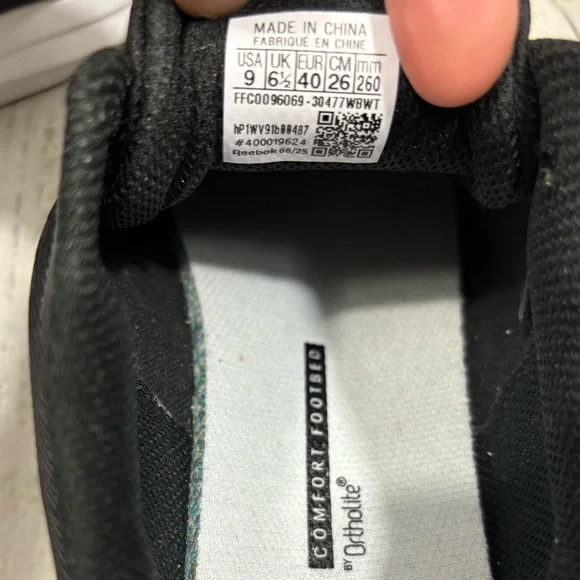 MADE IN CHINA
FABRIQUÉ EN CHINE
USA UK EUR CM mm
9 6½ 40 26 260
FFC0096069-30477WBWT
#400019624
Reebok 08/25
COMFORT FOOTBED
BY Ortholite®